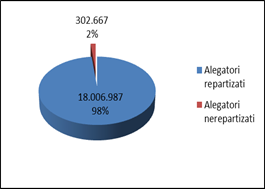 302.667
2%
18.006.987
98%
Alegatori
repartizati
Alegatori
nerepartizati